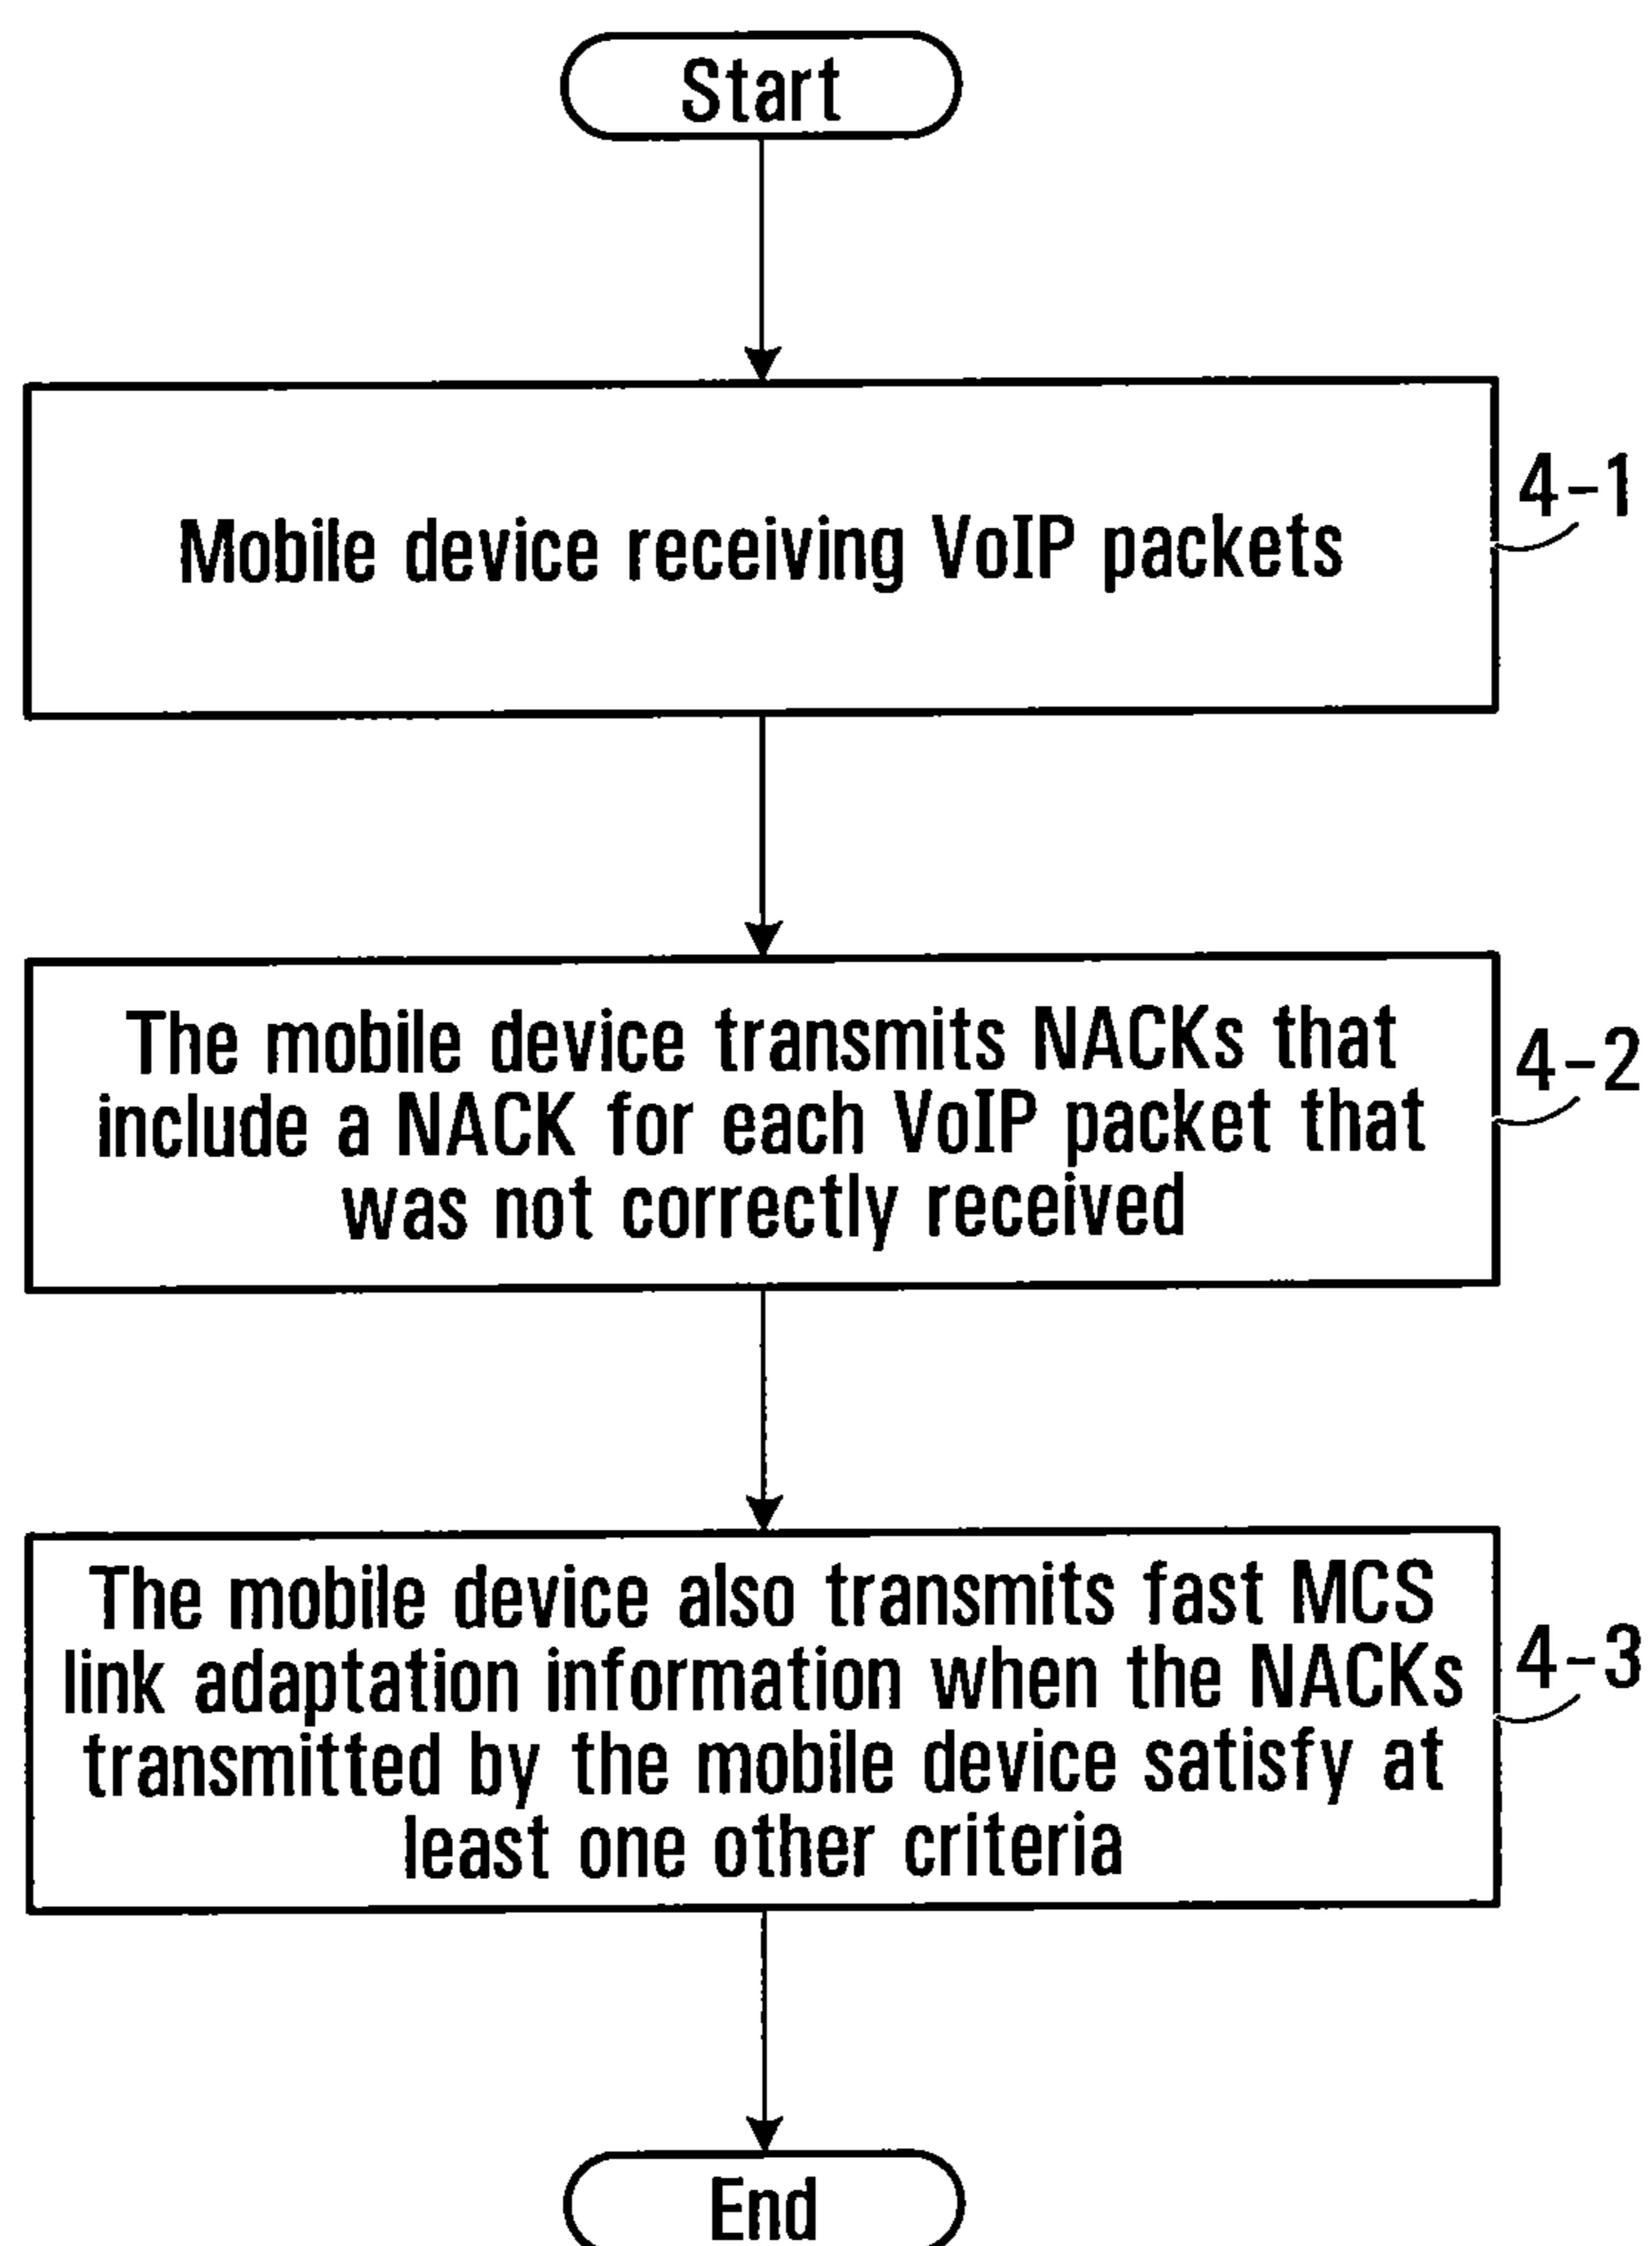 Start
Mobile device receiving VoIP packets
4-1
The mobile device transmits NACKs that
include a NACK for each VoIP packet that
was not correctly received
4-2
The mobile device also transmits fast MCS
link adaptation information when the NACKs
transmitted by the mobile device satisfy at
least one other criteria
4-3
End